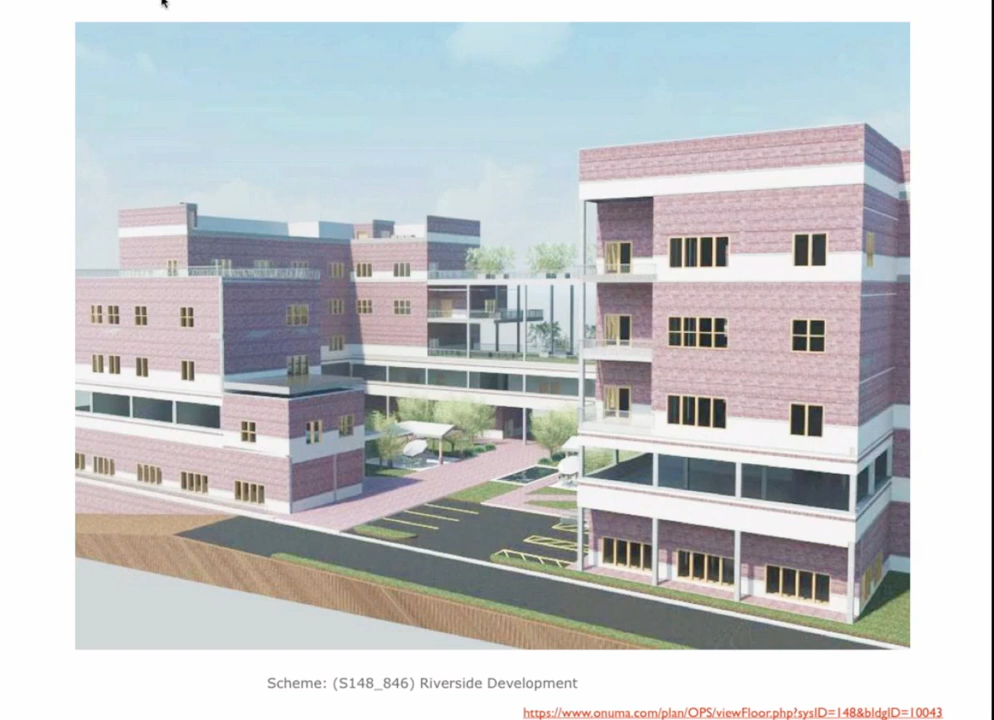 Scheme: (S148_846) Riverside Development
https://www.onuma.com/plan/OPS/viewFloor.php?sysID=148&bldgID=10043